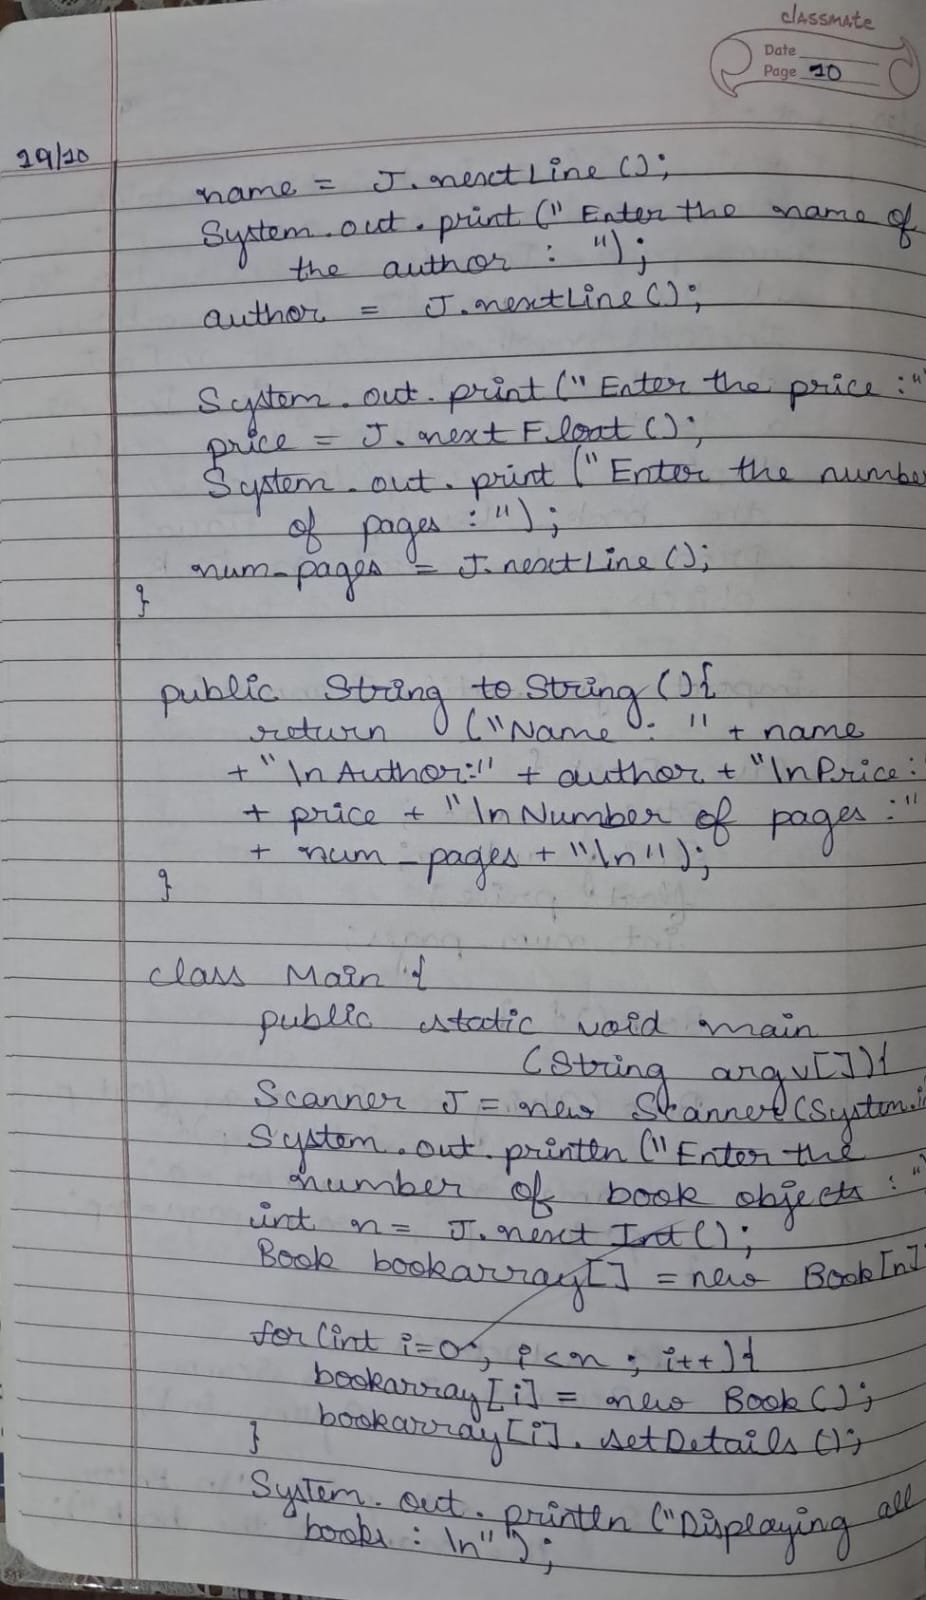 classmate
Date
Page 10
19/10
name = J.nextLine();
System.out.print(" Enter the name of
the author : ");
author = J.nextLine();
System.out.print(" Enter the price :"
price = J.nextFloat();
System.out.print("Enter the numbe
of pages :");
num_pages = J.nextLine();
}
public String toString(){
return ("Name : " + name
+ "\nAuthor:" + author + "\nPrice:
+ price + "\nNumber of pages :"
+ num_pages + "\n");
}
class Main {
public static void main
(String argv[]){
Scanner J = new Scanner(System.i
System.out.println("Enter the
number of book objects : "
int n = J.nextInt();
Book bookarray[] = new Book[n]
for(int i=0; i<n; i++){
bookarray[i] = new Book();
bookarray[i].setDetails();
}
System.out.println("Displaying all
books : \n");